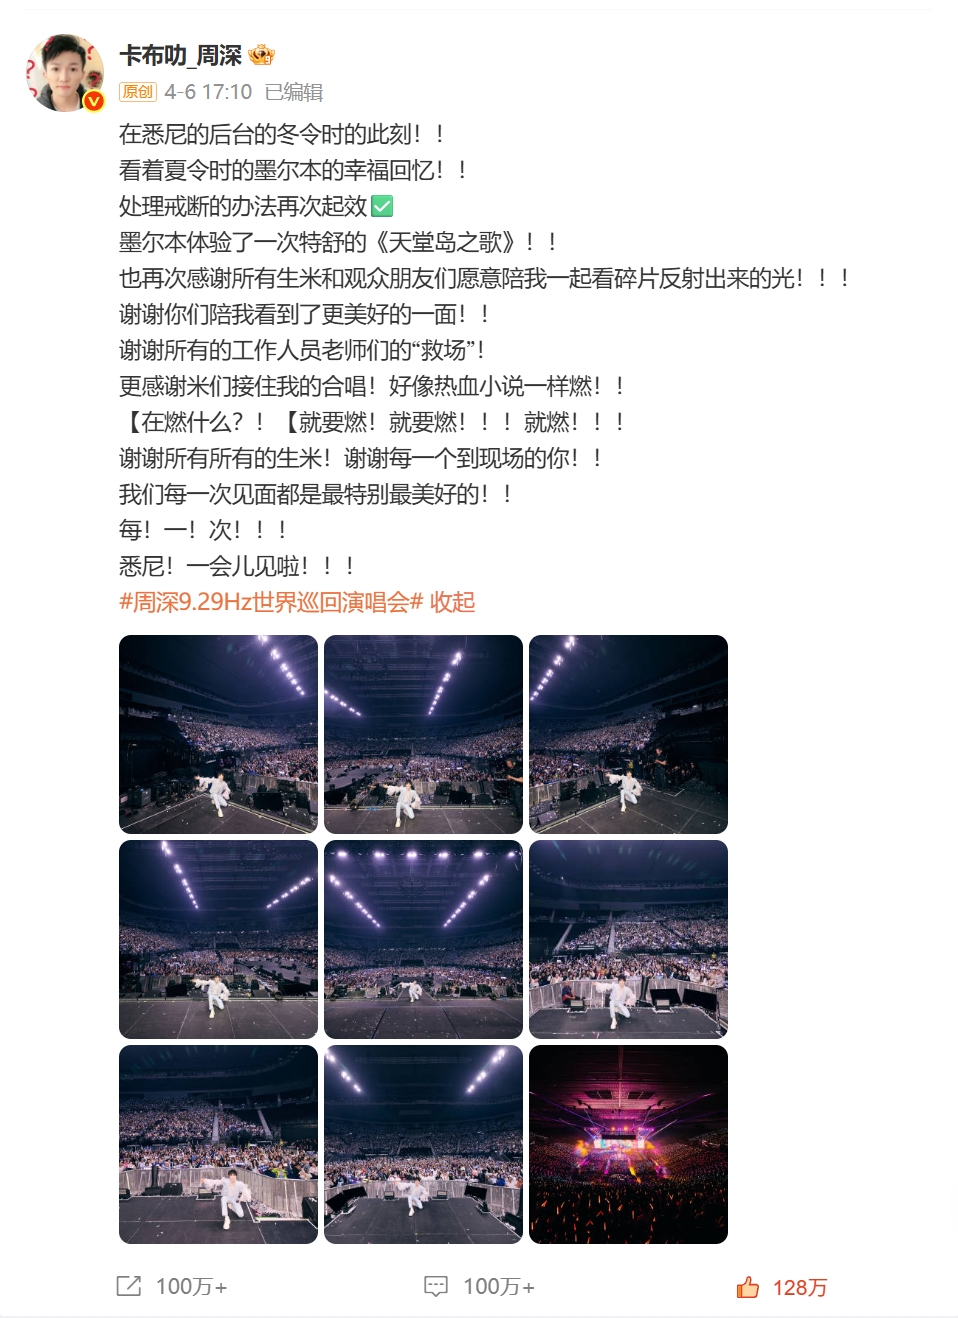 卡布叻_周深
原创 4-6 17:10 已编辑
在悉尼的后台的冬令时的此刻！！
看着夏令时的墨尔本的幸福回忆！！
处理戒断的办法再次起效✅
墨尔本体验了一次特舒的《天堂岛之歌》！！
也再次感谢所有生米和观众朋友们愿意陪我一起看碎片反射出来的光！！！
谢谢你们陪我看到了更美好的一面！！
谢谢所有的工作人员老师们的“救场”！
更感谢米们接住我的合唱！好像热血小说一样燃！！
【在燃什么？！【就要燃！就要燃！！！就燃！！！
谢谢所有所有的生米！谢谢每一个到现场的你！！
我们每一次见面都是最特别最美好的！！
每！一！次！！！
悉尼！一会儿见啦！！！
#周深9.29Hz世界巡回演唱会# 收起
100万+ 100万+ 128万